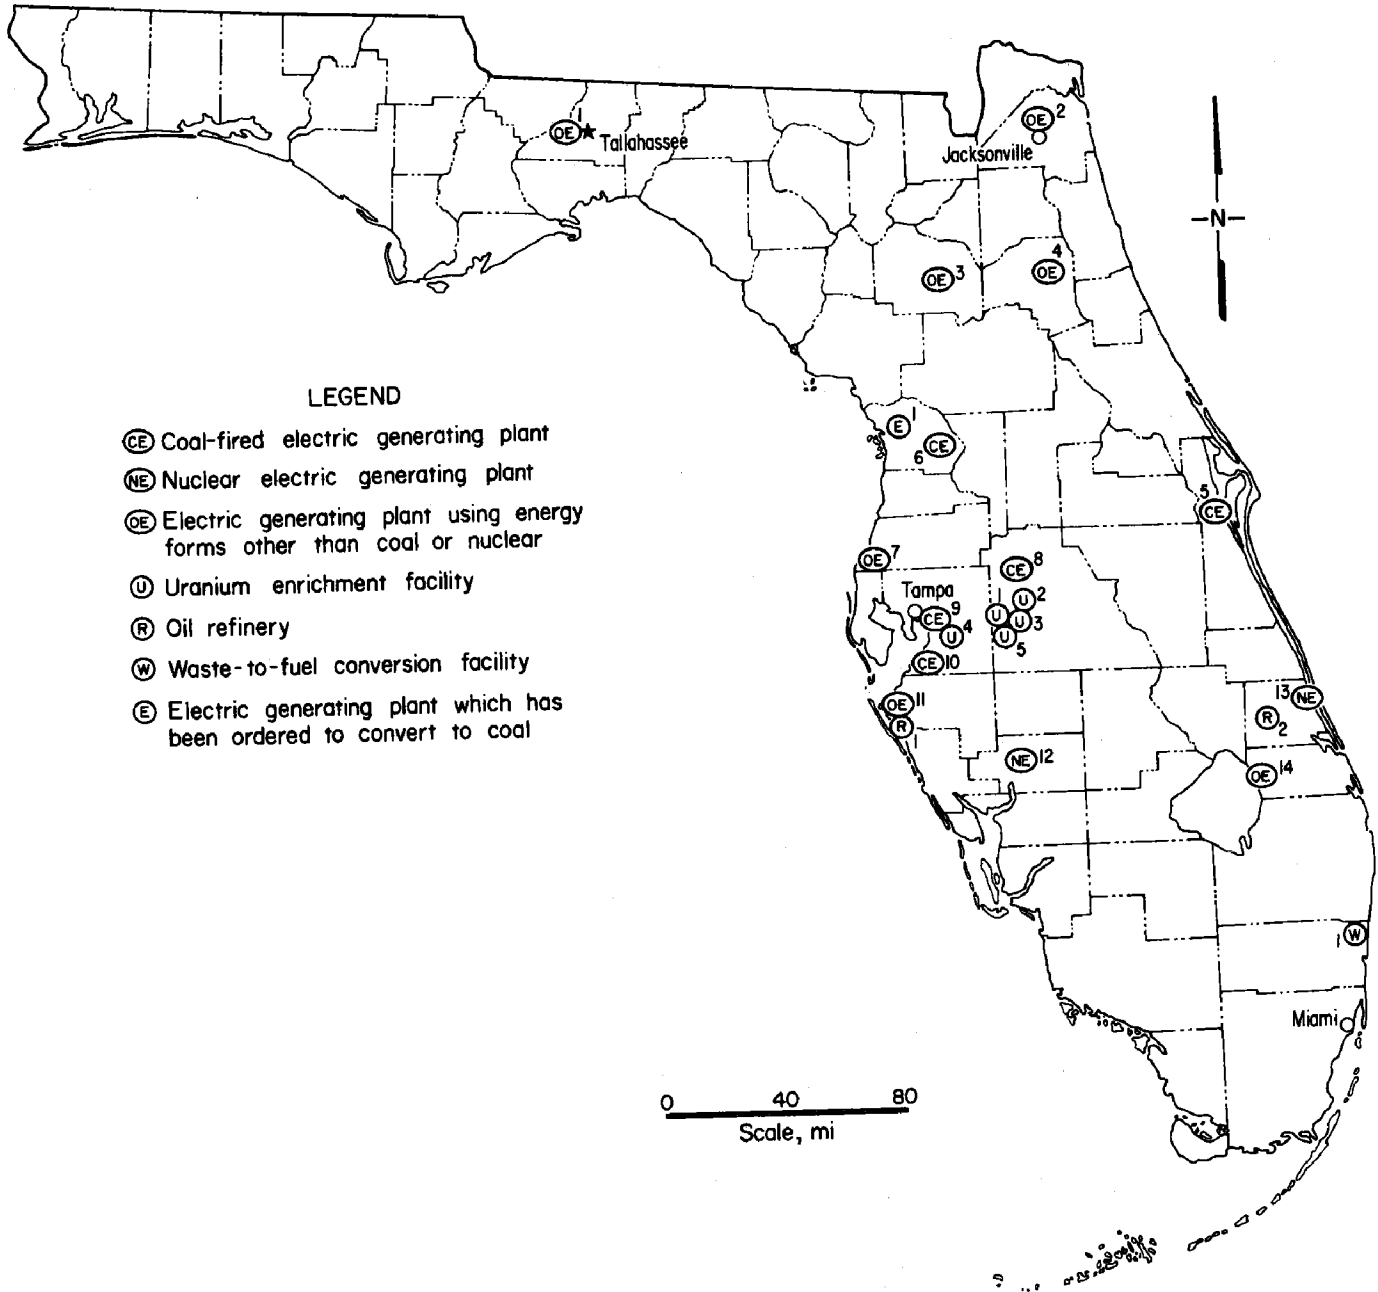 OE 1
Tallahassee
OE 2
Jacksonville
N
OE 3
OE 4
LEGEND
CE Coal-fired electric generating plant
NE Nuclear electric generating plant
OE Electric generating plant using energy
forms other than coal or nuclear
U Uranium enrichment facility
R Oil refinery
W Waste-to-fuel conversion facility
E Electric generating plant which has
been ordered to convert to coal
E 1
CE 6
CE 5
OE 7
CE 8
Tampa
CE 9
U 1
U 2
U 3
U 4
U 5
CE 10
OE 11
R 1
NE 12
13 NE
R 2
OE 14
1 W
Miami
0 40 80
Scale, mi